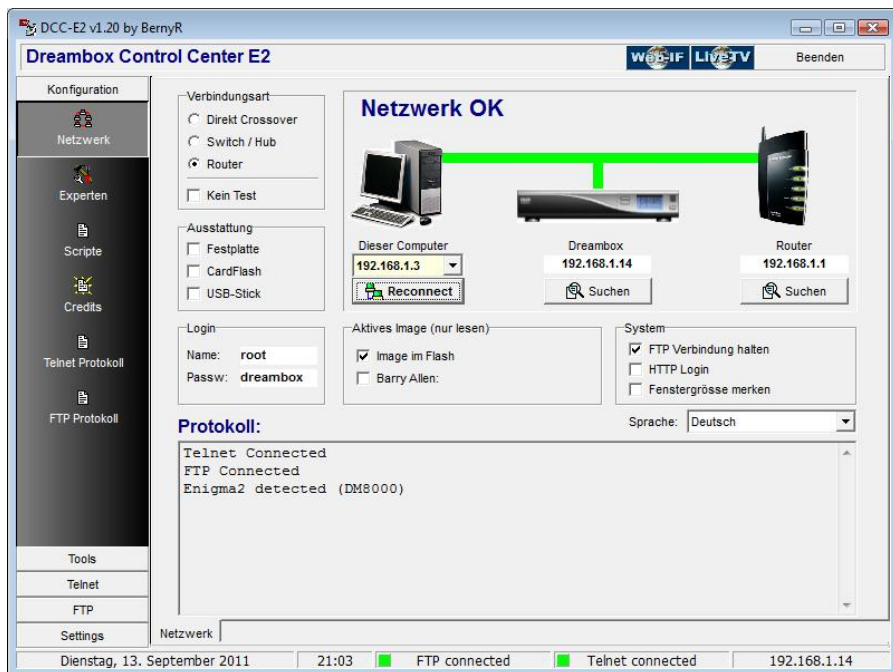 DCC-E2 v1.20 by BernyR
Dreambox Control Center E2
Web-IF
LiveTV
Beenden
Konfiguration
Netzwerk
Experten
Scripte
Credits
Telnet Protokoll
FTP Protokoll
Tools
Telnet
FTP
Settings
Verbindungsart
Direkt Crossover
Switch / Hub
Router
Kein Test
Ausstattung
Festplatte
CardFlash
USB-Stick
Netzwerk OK
Dieser Computer
192.168.1.3
Reconnect
Dreambox
192.168.1.14
Suchen
Router
192.168.1.1
Suchen
Login
Name: root
Passw: dreambox
Aktives Image (nur lesen)
Image im Flash
Barry Allen:
System
FTP Verbindung halten
HTTP Login
Fenstergrösse merken
Sprache: Deutsch
Protokoll:
Telnet Connected
FTP Connected
Enigma2 detected (DM8000)
Netzwerk
Dienstag, 13. September 2011
21:03
FTP connected
Telnet connected
192.168.1.14